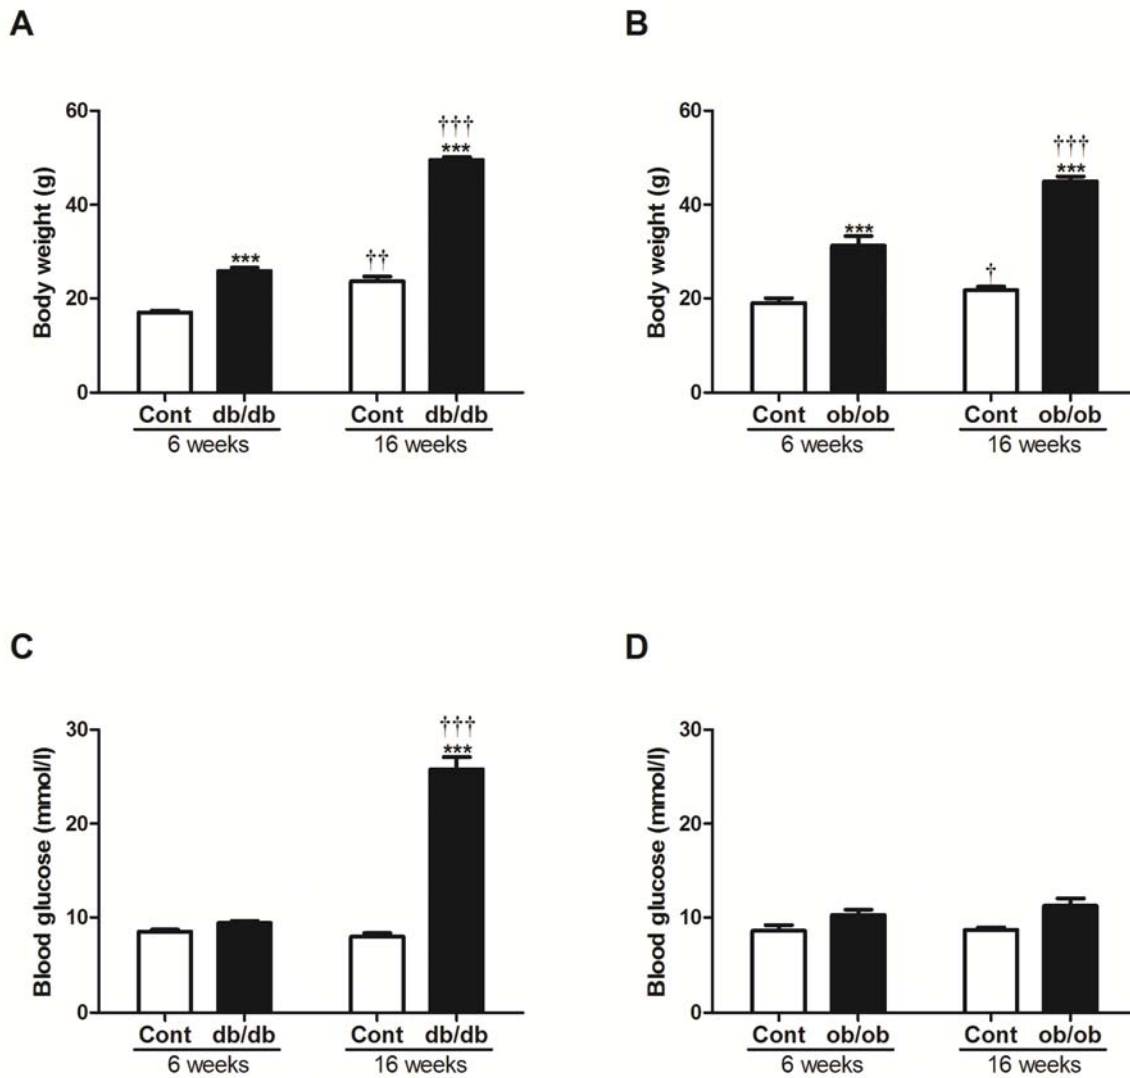 A
Body weight (g)
60
40
20
0
***
††
†††
***
Cont db/db Cont db/db
6 weeks 16 weeks
B
Body weight (g)
60
40
20
0
***
†
†††
***
Cont ob/ob Cont ob/ob
6 weeks 16 weeks
C
Blood glucose (mmol/l)
30
20
10
0
†††
***
Cont db/db Cont db/db
6 weeks 16 weeks
D
Blood glucose (mmol/l)
30
20
10
0
Cont ob/ob Cont ob/ob
6 weeks 16 weeks